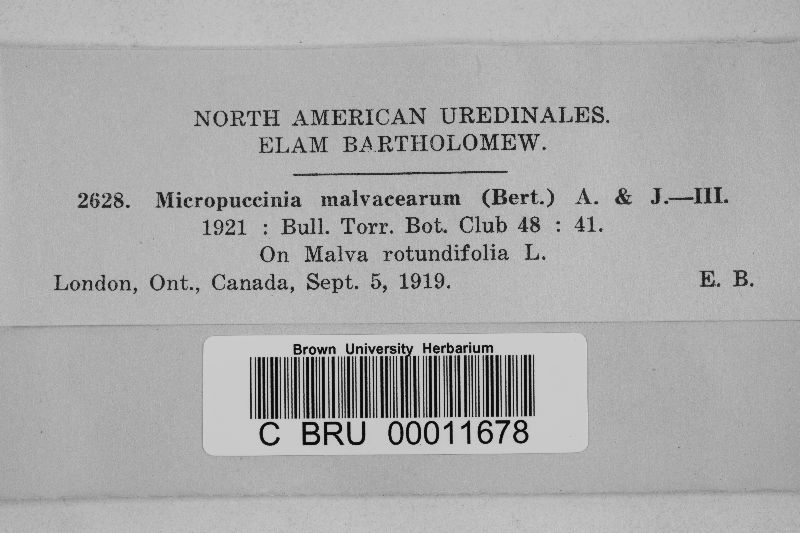 NORTH AMERICAN UREDINALES.
ELAM BARTHOLOMEW.
2628. Micropuccinia malvacearum (Bert.) A. & J.—III.
1921 : Bull. Torr. Bot. Club 48 : 41.
On Malva rotundifolia L.
London, Ont., Canada, Sept. 5, 1919. E. B.
Brown University Herbarium
C BRU 00011678